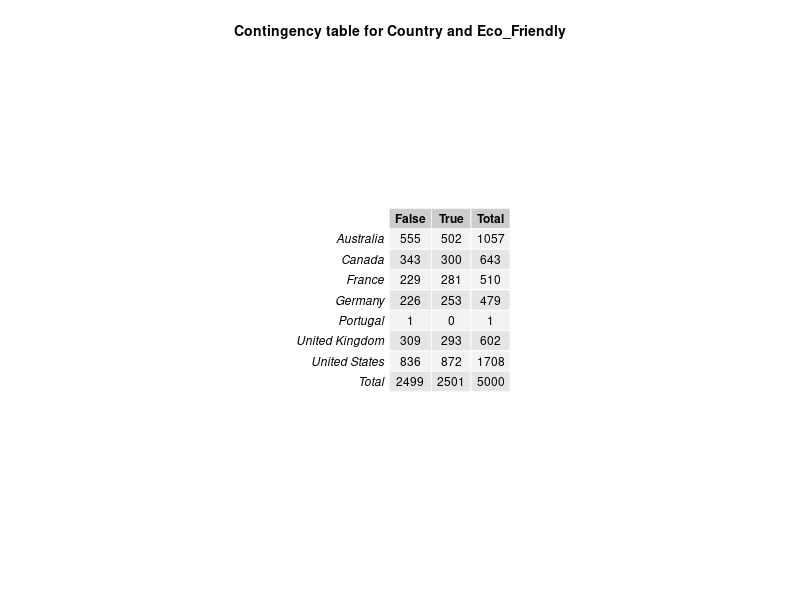 Contingency table for Country and Eco_Friendly
False True Total
Australia 555 502 1057
Canada 343 300 643
France 229 281 510
Germany 226 253 479
Portugal 1 0 1
United Kingdom 309 293 602
United States 836 872 1708
Total 2499 2501 5000